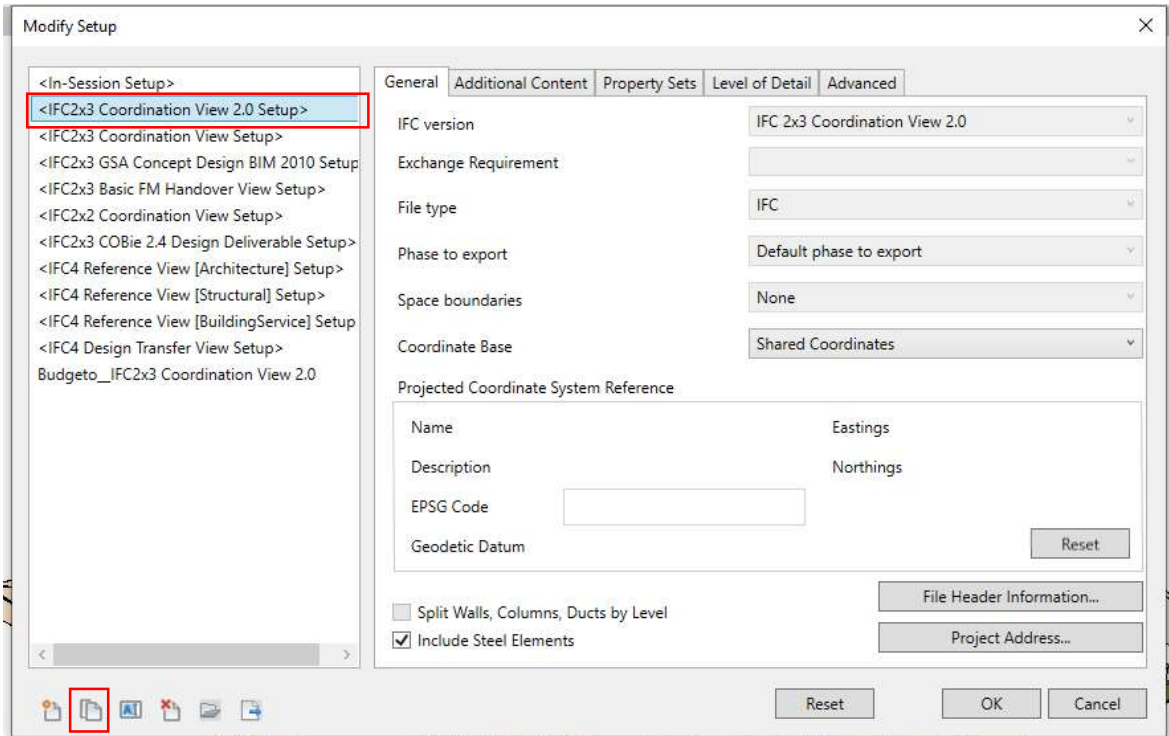 Modify Setup
<In-Session Setup>
<IFC2x3 Coordination View 2.0 Setup>
<IFC2x3 Coordination View Setup>
<IFC2x3 GSA Concept Design BIM 2010 Setup
<IFC2x3 Basic FM Handover View Setup>
<IFC2x2 Coordination View Setup>
<IFC2x3 COBie 2.4 Design Deliverable Setup>
<IFC4 Reference View [Architecture] Setup>
<IFC4 Reference View [Structural] Setup>
<IFC4 Reference View [BuildingService] Setup
<IFC4 Design Transfer View Setup>
Budgeto__IFC2x3 Coordination View 2.0
General Additional Content Property Sets Level of Detail Advanced
IFC version IFC 2x3 Coordination View 2.0
Exchange Requirement
File type IFC
Phase to export Default phase to export
Space boundaries None
Coordinate Base Shared Coordinates
Projected Coordinate System Reference
Name Eastings
Description Northings
EPSG Code
Geodetic Datum Reset
Split Walls, Columns, Ducts by Level
Include Steel Elements
File Header Information...
Project Address...
Reset OK Cancel